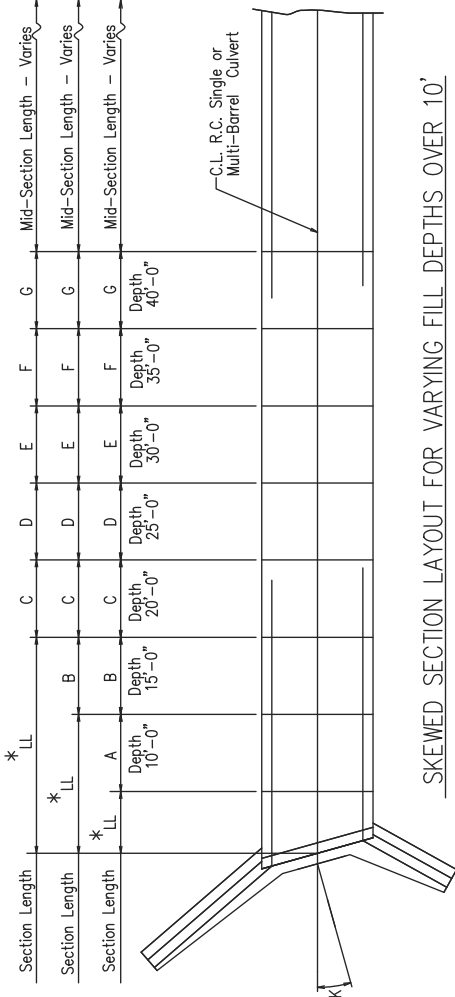 Section Length
*
LL
C
D
E
F
G
Mid-Section Length - Varies
Section Length
*
LL
B
C
D
E
F
G
Mid-Section Length - Varies
Section Length
*
LL
A
B
C
D
E
F
G
Mid-Section Length - Varies
Depth
10'-0"
Depth
15'-0"
Depth
20'-0"
Depth
25'-0"
Depth
30'-0"
Depth
35'-0"
Depth
40'-0"
C.L. R.C. Single or
Multi-Barrel Culvert
K
SKEWED SECTION LAYOUT FOR VARYING FILL DEPTHS OVER 10'